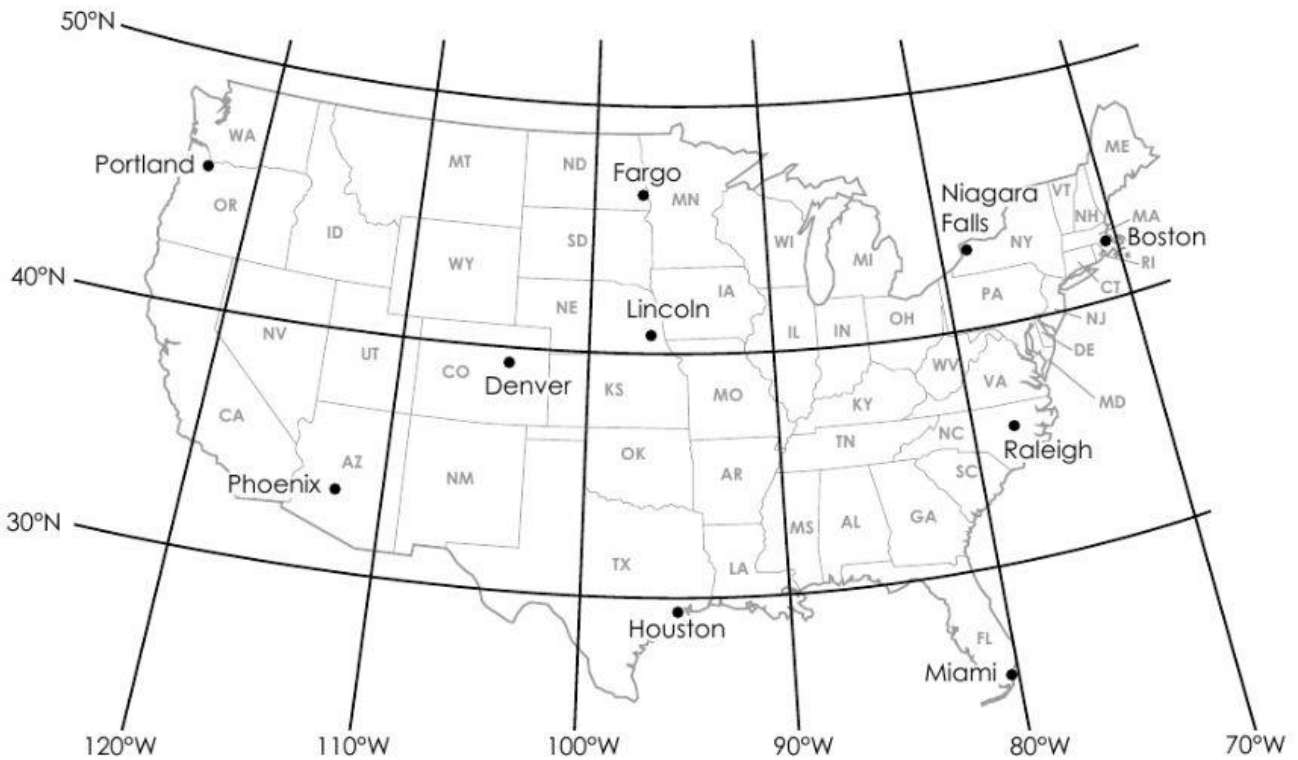 50°N
WA
ME
Portland
MT
ND
Fargo
MN
VT
Niagara
Falls
NH
MA
OR
ID
SD
WI
NY
Boston
WY
MI
RI
40°N
IA
PA
CT
NE
Lincoln
NJ
NV
UT
IL
IN
OH
DE
CO
Denver
KS
MO
WV
VA
KY
MD
CA
TN
NC
Raleigh
AZ
OK
Phoenix
NM
AR
SC
30°N
MS
AL
GA
TX
LA
Houston
FL
Miami
120°W
110°W
100°W
90°W
80°W
70°W